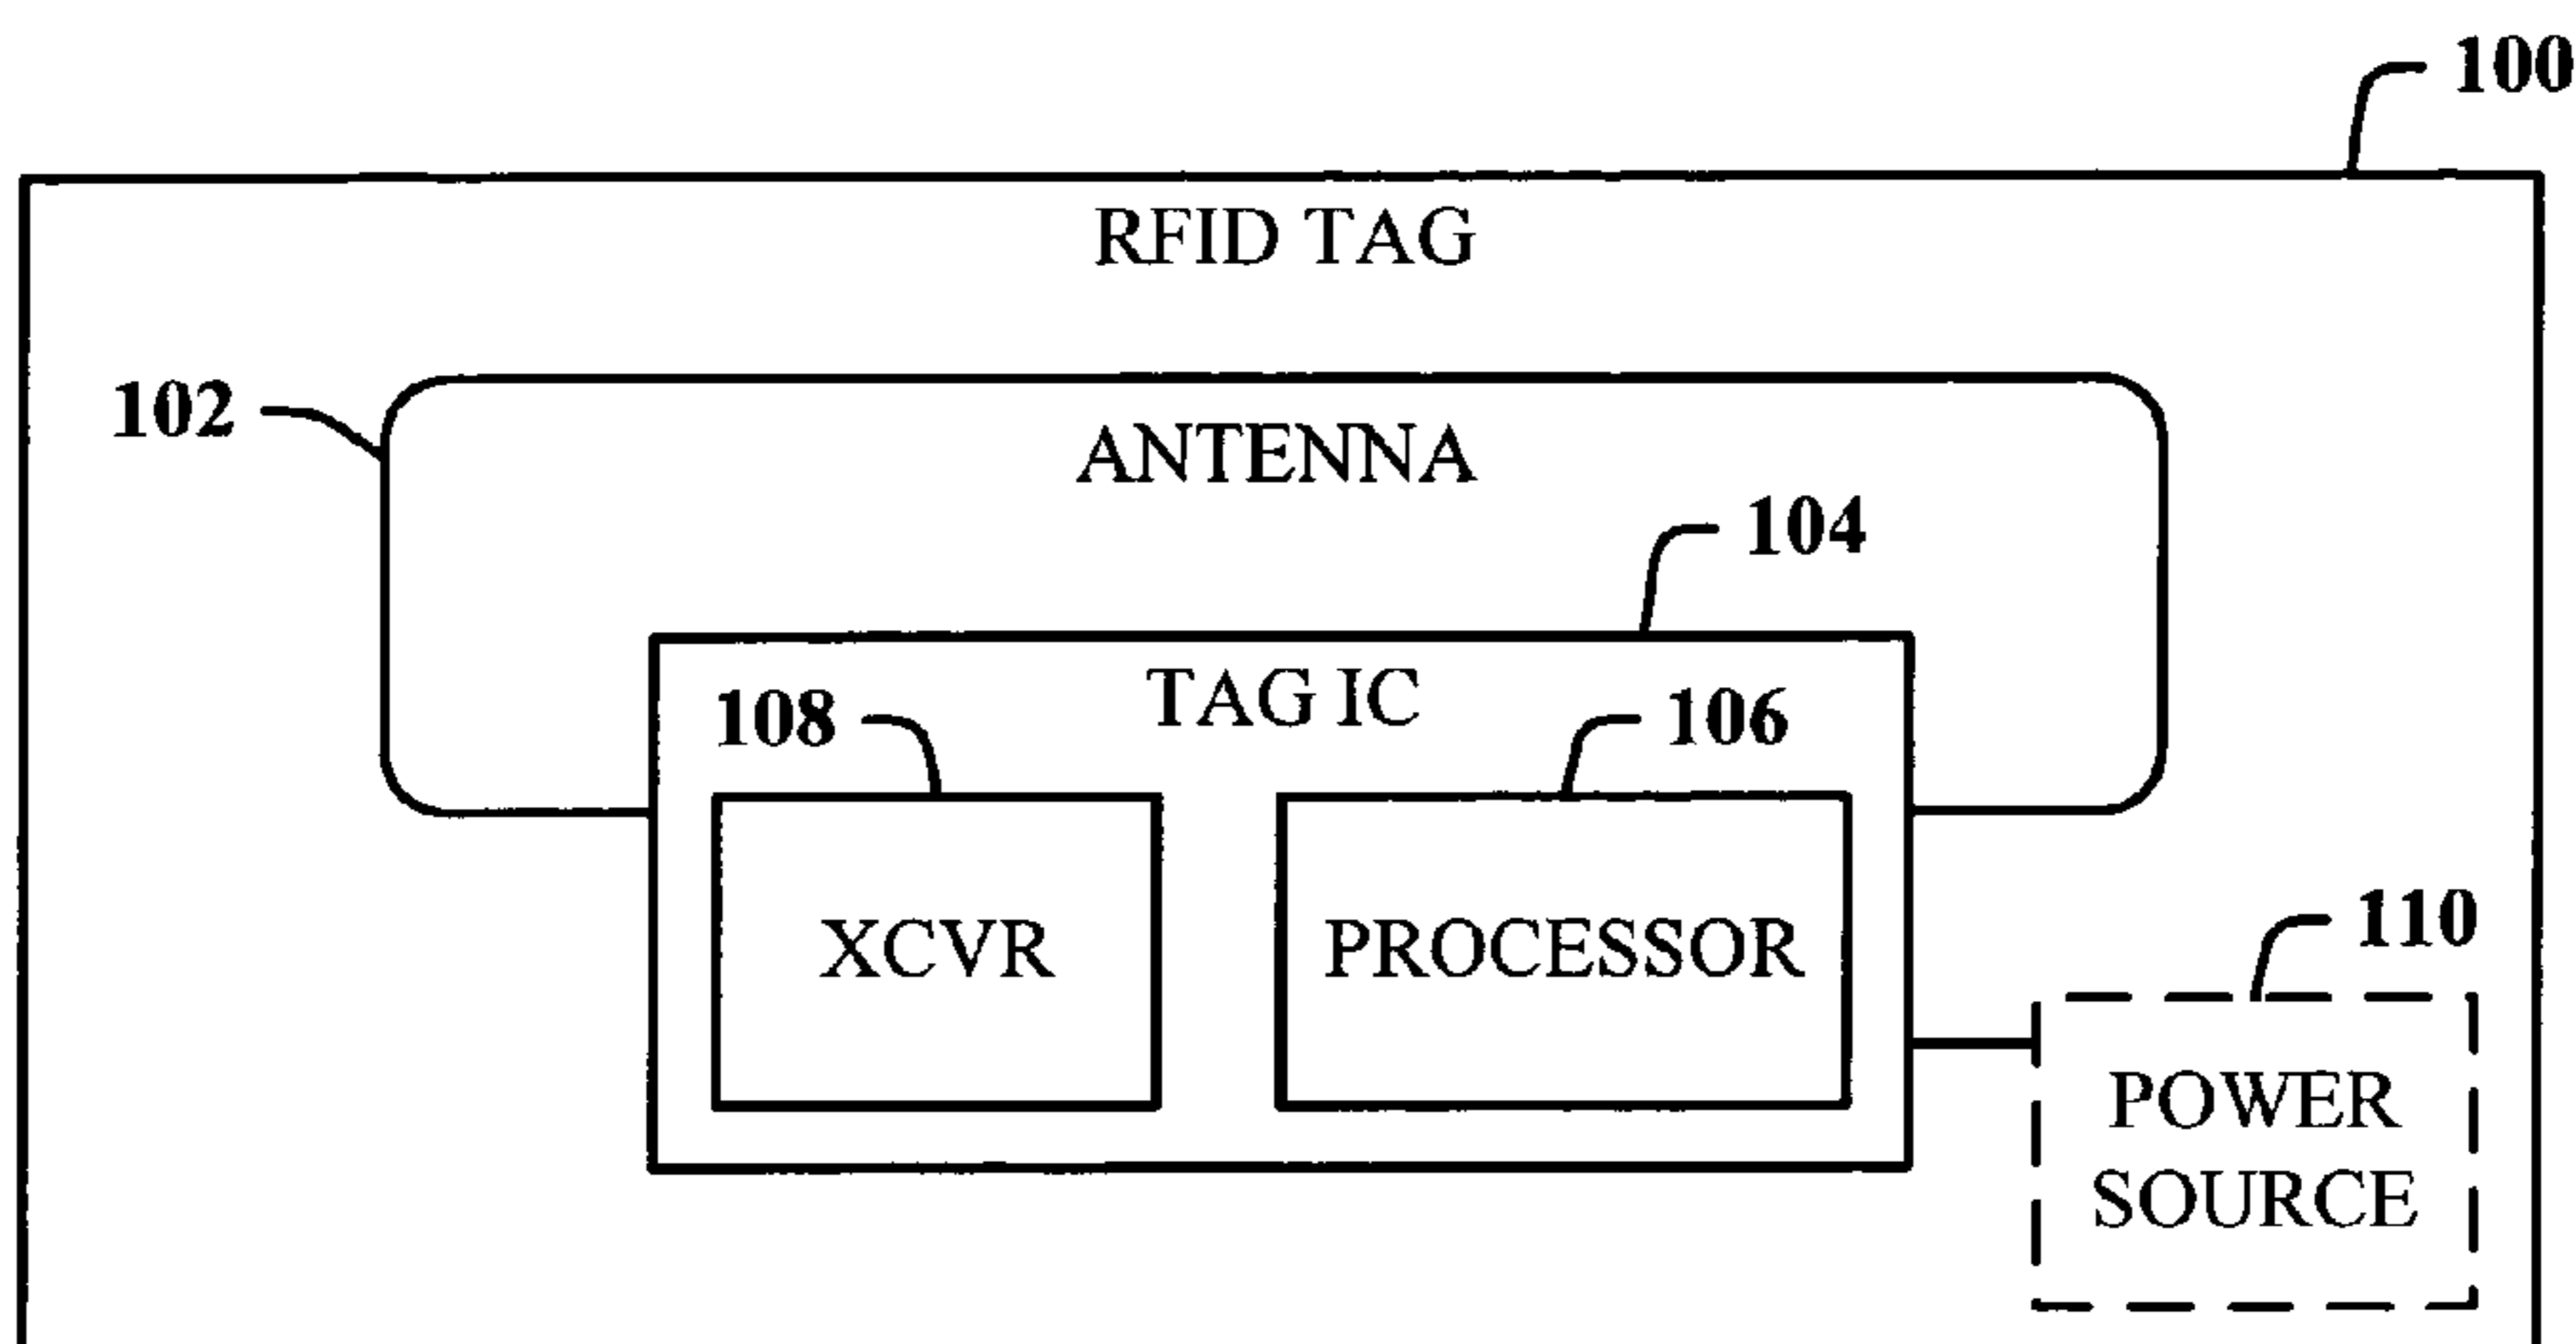 100
RFID TAG
102
ANTENNA
104
TAG IC
108
106
XCVR
PROCESSOR
110
POWER
SOURCE